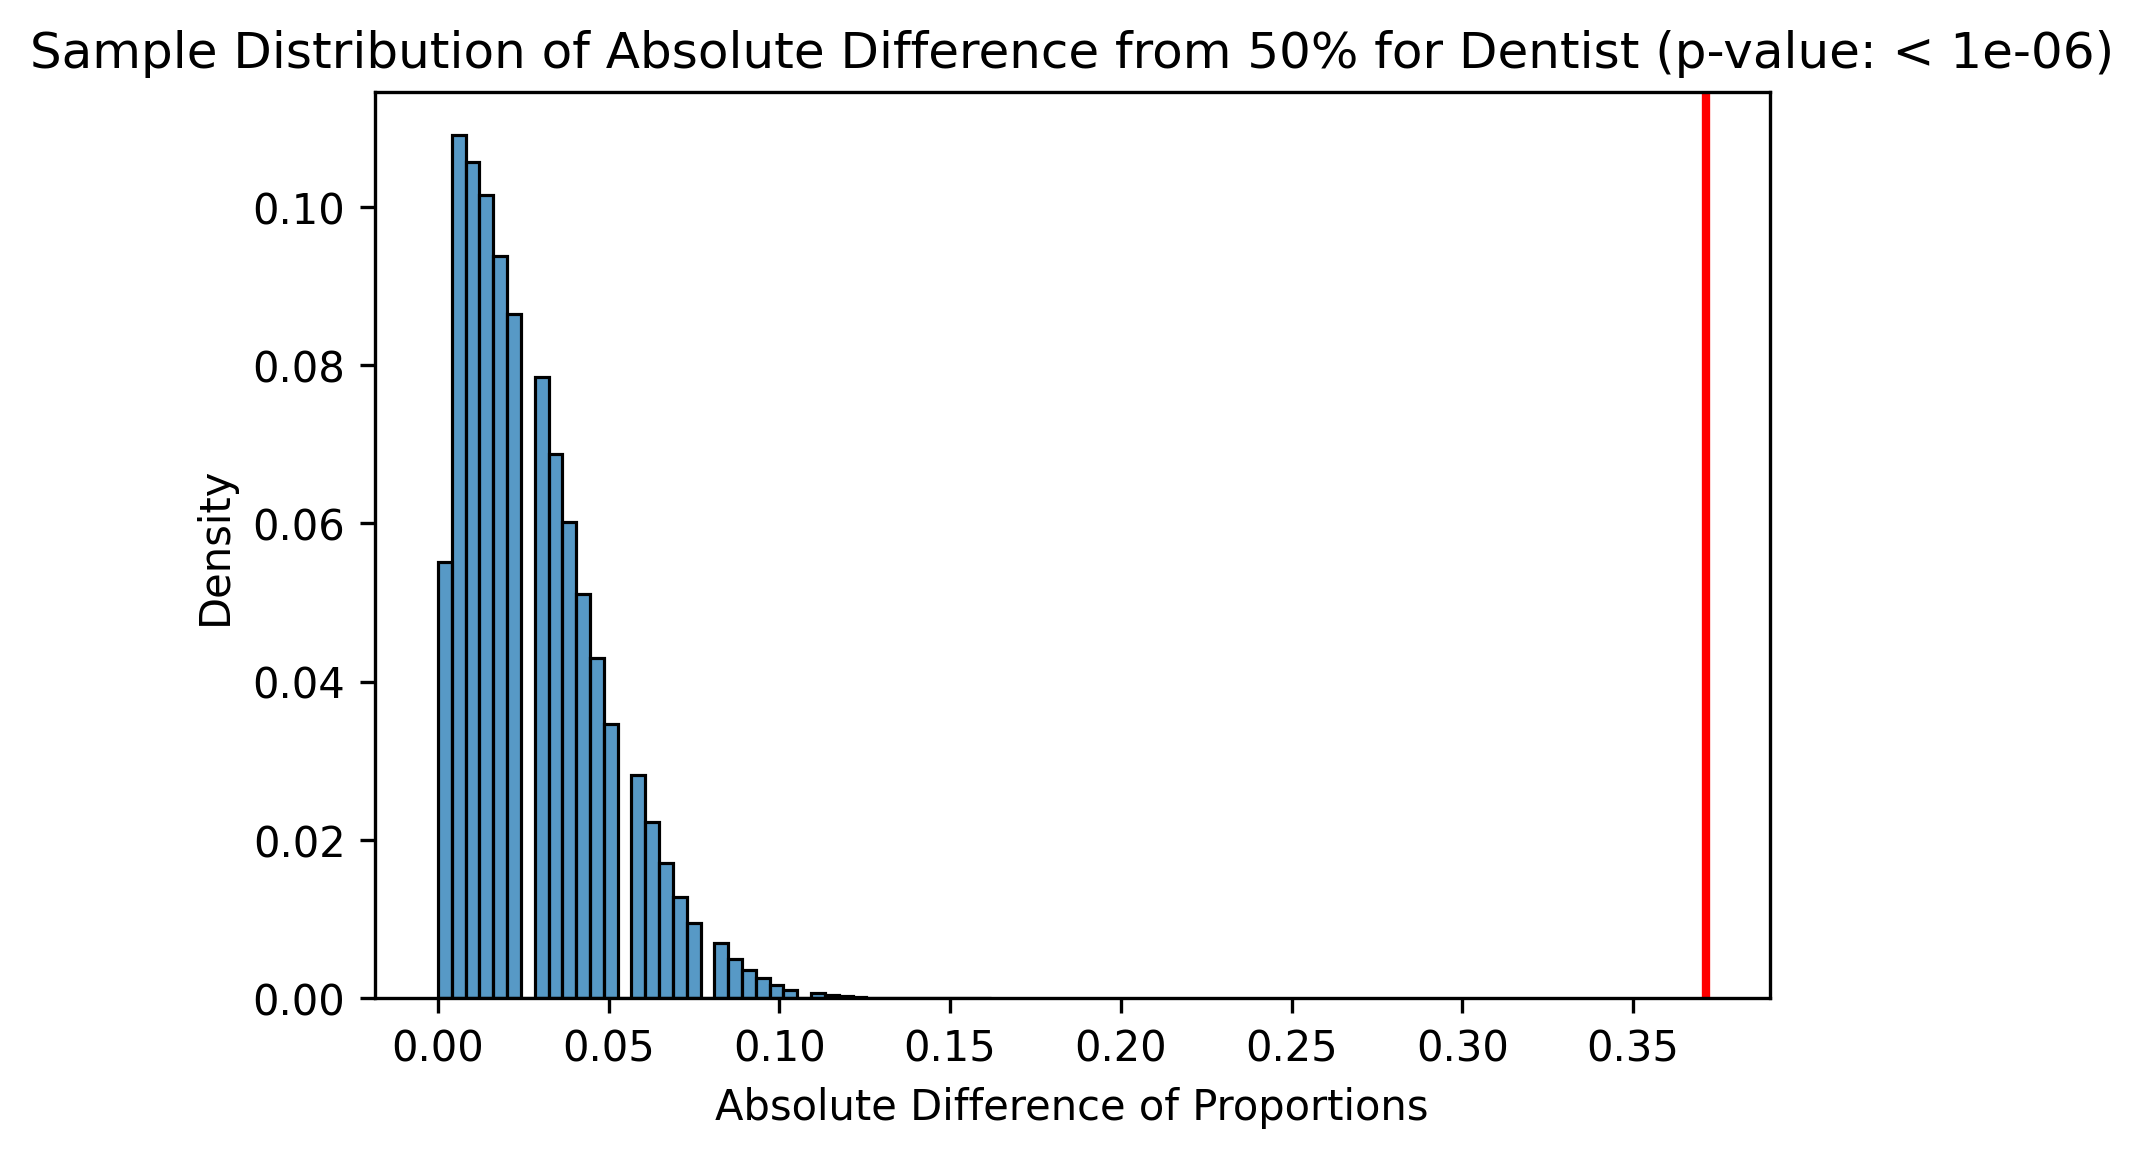 Sample Distribution of Absolute Difference from 50% for Dentist (p-value: < 1e-06)
Density
0.10
0.08
0.06
0.04
0.02
0.00
0.00 0.05 0.10 0.15 0.20 0.25 0.30 0.35
Absolute Difference of Proportions